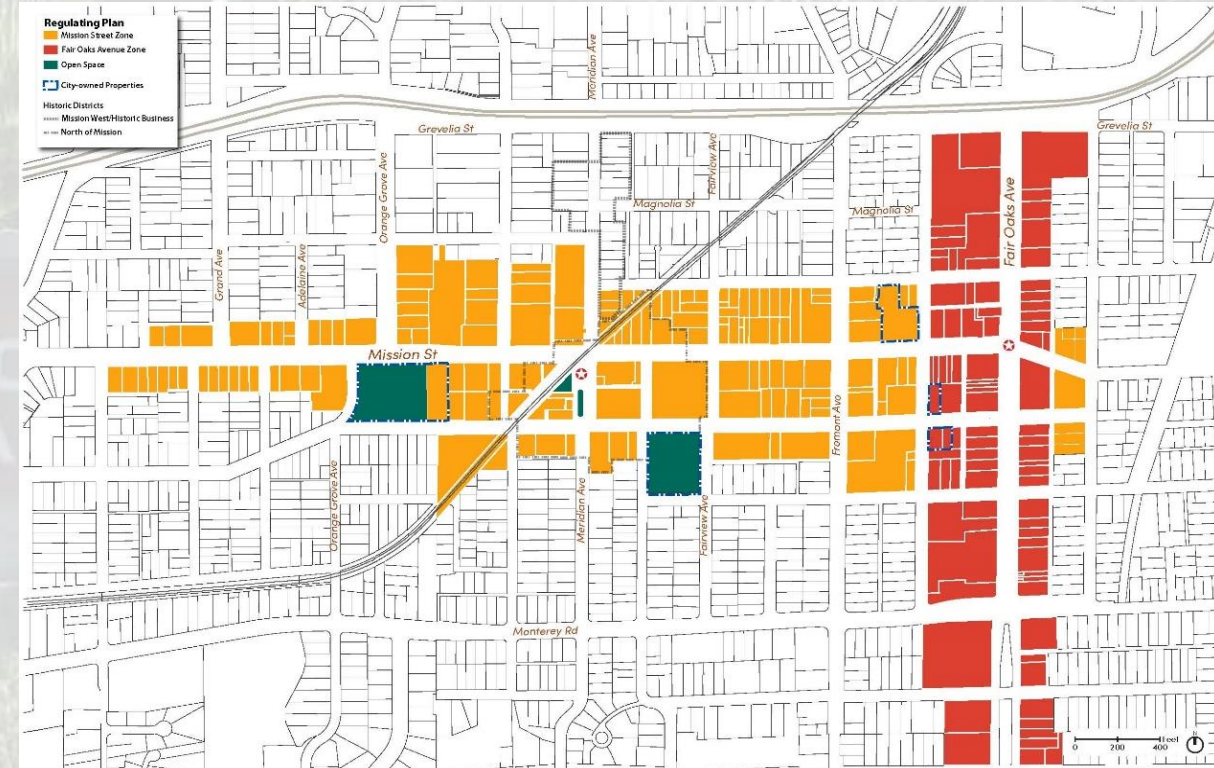 Regulating Plan
Mission Street Zone
Fair Oaks Avenue Zone
Open Space
City-owned Properties
Historic Districts
Mission West/Historic Business
North of Mission
Meridian Ave
Grevelia St
Grevelia St
Orange Grove Ave
Fairview Ave
Magnolia St
Magnolia St
Fair Oaks Ave
Grand Ave
Adelaine Ave
Mission St
Fremont Ave
Orange Grove Ave
Meridian Ave
Fairview Ave
Monterey Rd
Feet
0 200 400
N